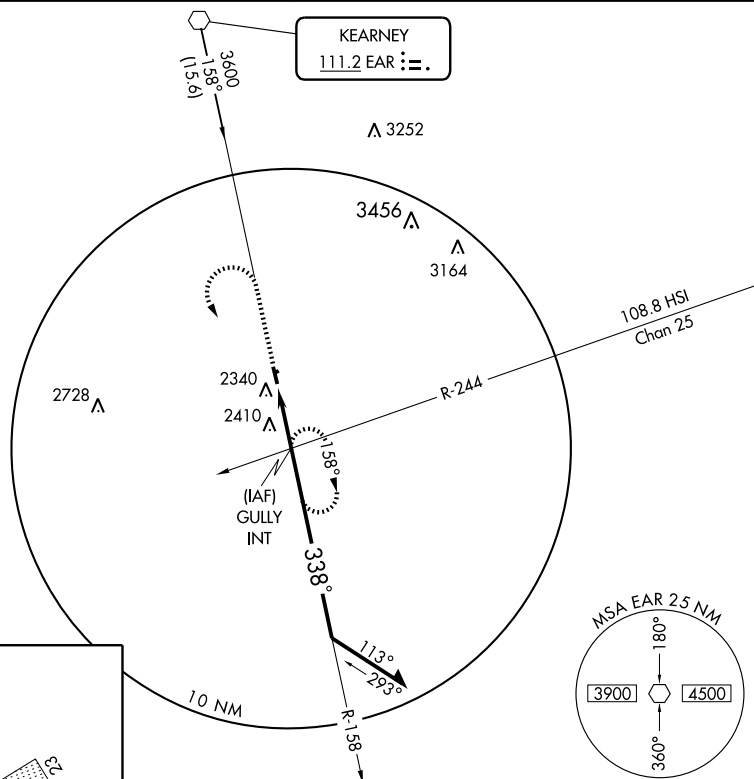 KEARNEY
111.2 EAR
3600
158°
(15.6)
3252
3456
3164
108.8 HSI
Chan 25
R-244
2340
2728
2410
158°
(IAF)
GULLY
INT
338°
113°
293°
10 NM
R-158
MSA EAR 25 NM
180°
3900
4500
360°
23